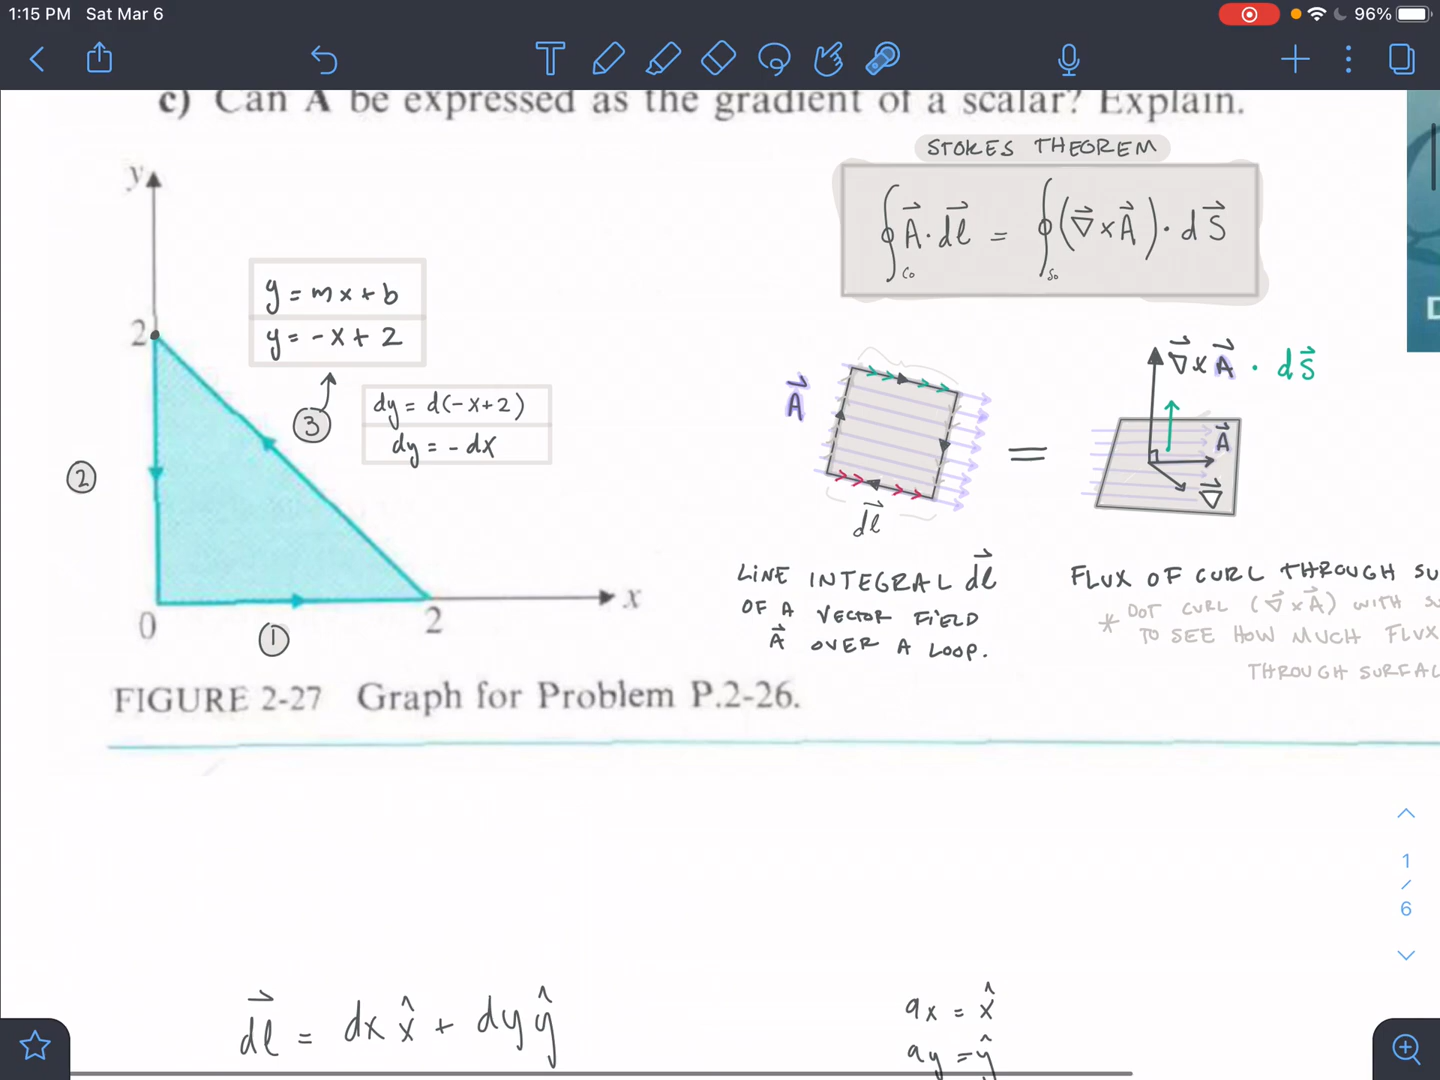 1:15 PM Sat Mar 6
96%
c) Can A be expressed as the gradient of a scalar? Explain.
STOKES THEOREM
∮A⃗·dl⃗ = ∮(∇⃗×A⃗)·dS⃗
C₀ S₀
y
2
y = mx + b
y = -x + 2
③
dy = d(-x+2)
dy = -dx
②
0
①
2
x
A⃗
dl⃗
=
∇⃗×A⃗ · dS⃗
A⃗
∇⃗
LINE INTEGRAL dl⃗
OF A VECTOR FIELD
A⃗ OVER A LOOP.
FLUX OF CURL THROUGH SU
* DOT CURL (∇⃗×A⃗) WITH SU
TO SEE HOW MUCH FLUX
THROUGH SURFAC
FIGURE 2-27 Graph for Problem P.2-26.
1
/
6
dl⃗ = dx x̂ + dy ŷ
ax = x̂
ay = ŷ